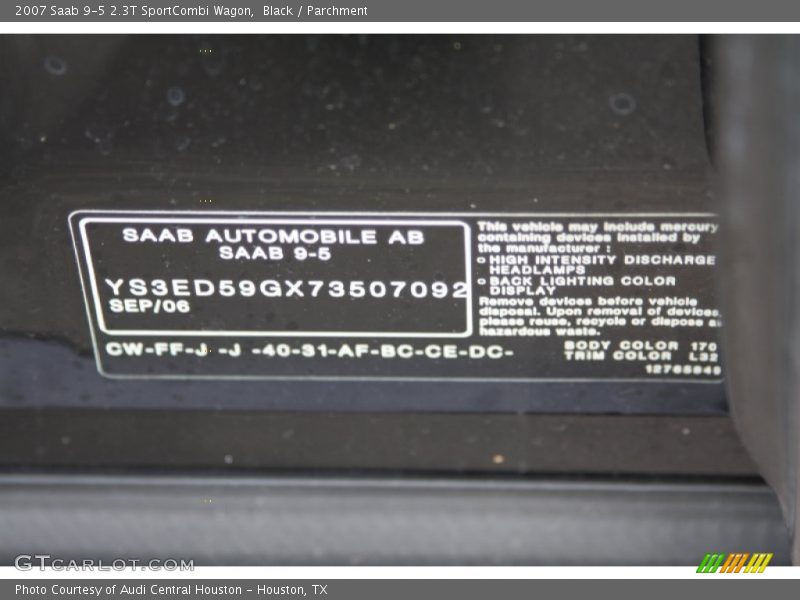 2007 Saab 9-5 2.3T SportCombi Wagon, Black / Parchment
SAAB AUTOMOBILE AB
SAAB 9-5
YS3ED59GX73507092
SEP/06
CW-FF-J -J -40-31-AF-BC-CE-DC-
This vehicle may include mercury
containing devices installed by
the manufacturer :
o HIGH INTENSITY DISCHARGE
HEADLAMPS
o BACK LIGHTING COLOR
DISPLAY
Remove devices before vehicle
disposal. Upon removal of devices
please reuse, recycle or dispose as
hazardous waste.
BODY COLOR 170
TRIM COLOR L32
GTCARLOT.COM
Photo Courtesy of Audi Central Houston - Houston, TX